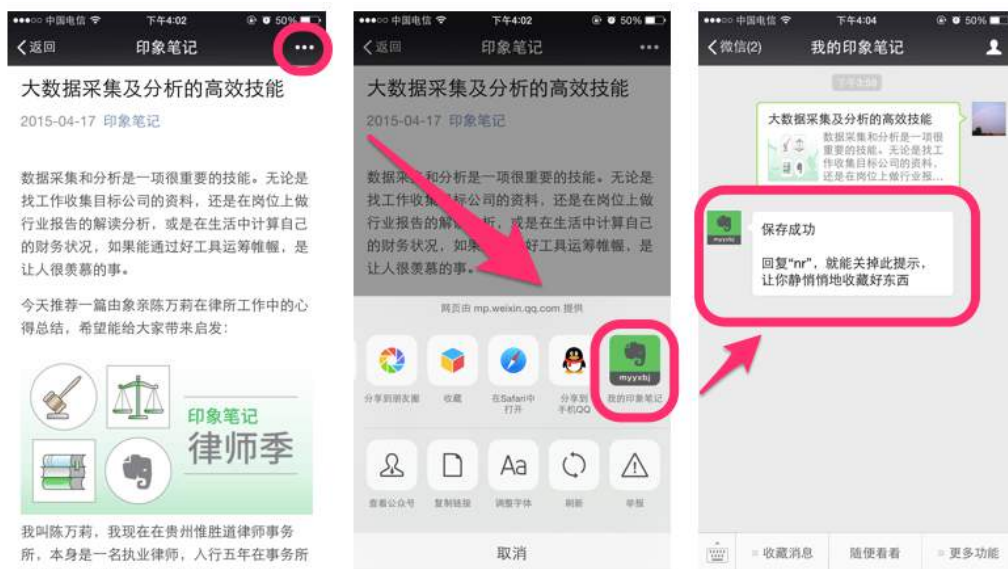 中国电信 下午4:02 50%
返回 印象笔记
大数据采集及分析的高效技能
2015-04-17 印象笔记
数据采集和分析是一项很重要的技能。无论是
找工作收集目标公司的资料，还是在岗位上做
行业报告的解读分析，或是在生活中计算自己
的财务状况，如果能通过好工具运筹帷幄，是
让人很羡慕的事。
今天推荐一篇由象亲陈万莉在律所工作中的心
得总结，希望能给大家带来启发：
印象笔记
律师季
我叫陈万莉，我现在在贵州惟胜道律师事务
所，本身是一名执业律师，人行五年在事务所
中国电信 下午4:02 50%
返回 印象笔记
大数据采集及分析的高效技能
2015-04-17 印象笔记
数据采集和分析是一项很重要的技能。无论是
找工作收集目标公司的资料，还是在岗位上做
行业报告的解 析，或是在生活中计算自己
的财务状况，如果 好工具运筹帷幄，是
让人很羡慕的事。
网页由 mp.weixin.qq.com 提供
myyxbj
分享到朋友圈 收藏 在Safari中 分享到 我的印象笔记
打开 手机QQ
Aa
查看公众号 复制链接 调整字体 刷新 举报
取消
中国电信 下午4:04 50%
微信(2) 我的印象笔记
大数据采集及分析的高效技能
数据采集和分析是一项很
重要的技能。无论是找工
作收集目标公司的资料，
还是在岗位上做行业报...
myyxbj
保存成功
回复“nr”，就能关掉此提示，
让你静悄悄地收藏好东西
收藏消息 随便看看 更多功能